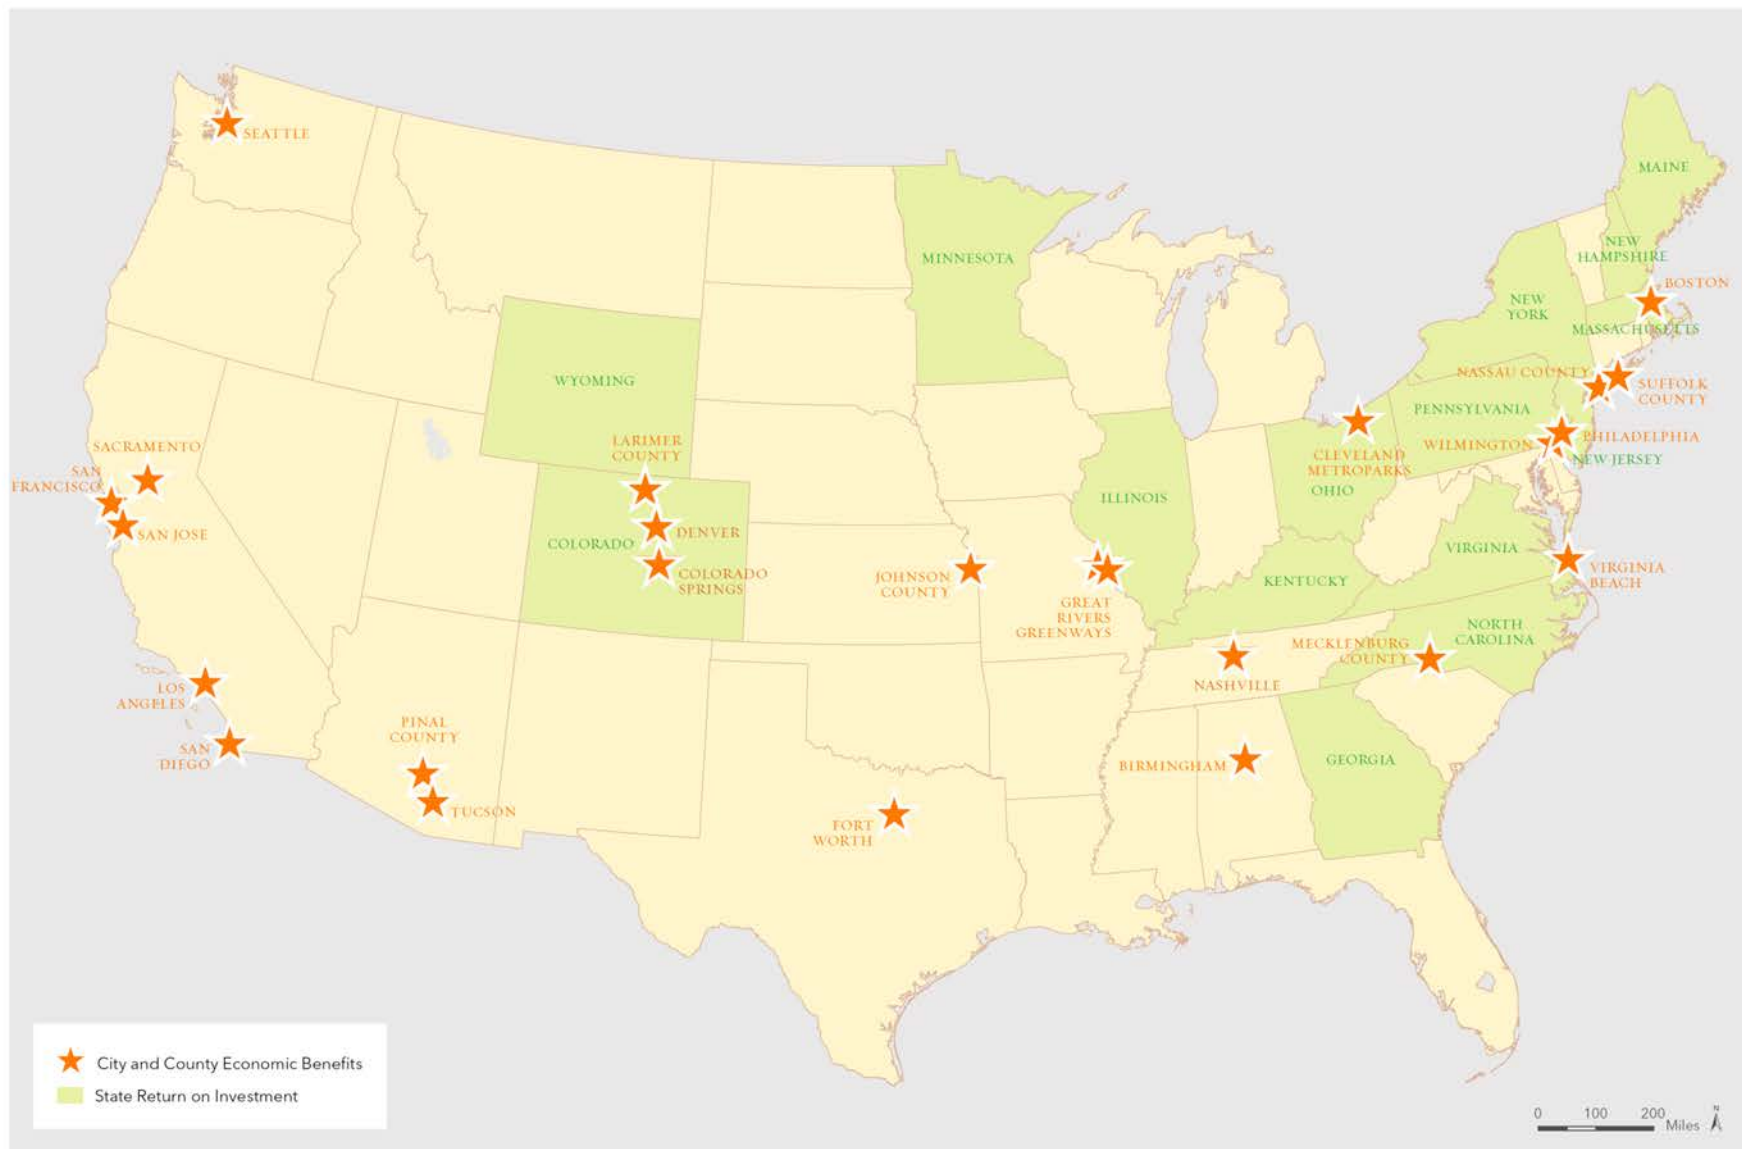 SEATTLE
MAINE
MINNESOTA
NEW
HAMPSHIRE
BOSTON
NEW
YORK
MASSACHUSETTS
WYOMING
NASSAU COUNTY
SUFFOLK
COUNTY
PENNSYLVANIA
LARIMER
COUNTY
SACRAMENTO
PHILADELPHIA
WILMINGTON
CLEVELAND
METROPARKS
NEW JERSEY
SAN
FRANCISCO
OHIO
ILLINOIS
SAN JOSE
DENVER
COLORADO
COLORADO
SPRINGS
JOHNSON
COUNTY
VIRGINIA
VIRGINIA
BEACH
KENTUCKY
GREAT
RIVERS
GREENWAYS
NORTH
CAROLINA
MECKLENBURG
COUNTY
NASHVILLE
LOS
ANGELES
PINAL
COUNTY
SAN
DIEGO
BIRMINGHAM
GEORGIA
TUCSON
FORT
WORTH
City and County Economic Benefits
State Return on Investment
0 100 200
Miles
N